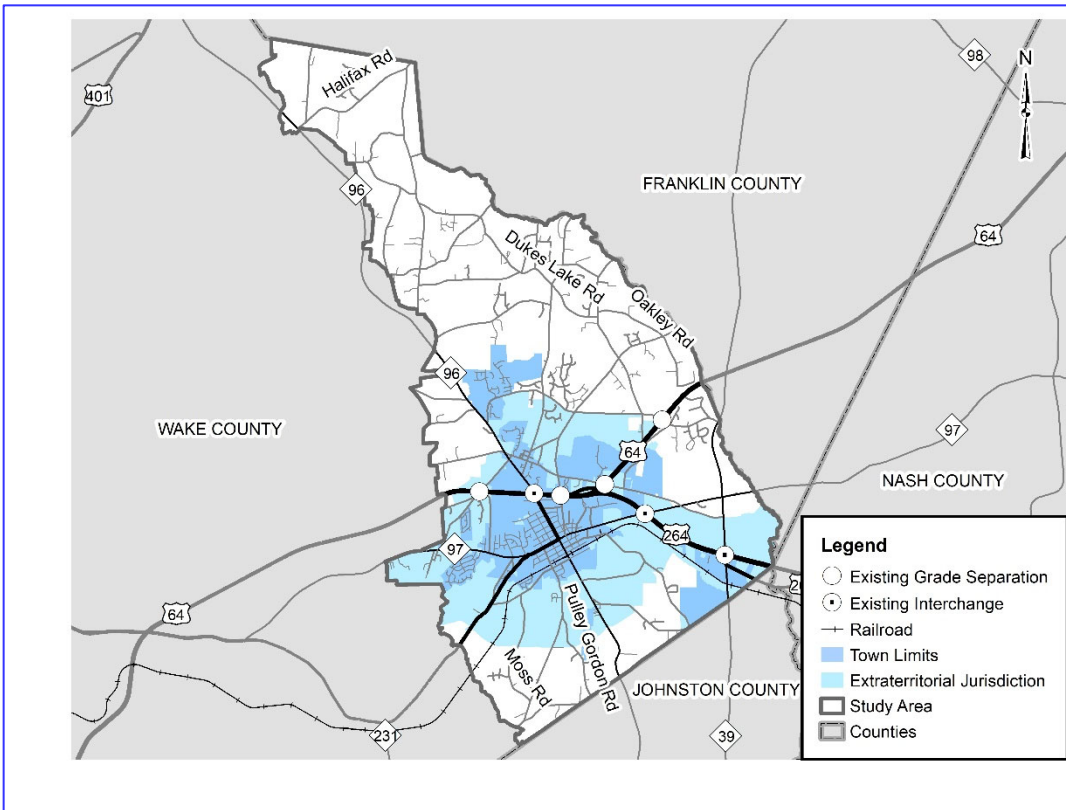 98
N
401
Halifax Rd
96
FRANKLIN COUNTY
64
Dukes Lake Rd
Oakley Rd
96
WAKE COUNTY
97
64
NASH COUNTY
97
264
64
Pulley Gordon Rd
Moss Rd
JOHNSTON COUNTY
231
39
Legend
Existing Grade Separation
Existing Interchange
Railroad
Town Limits
Extraterritorial Jurisdiction
Study Area
Counties